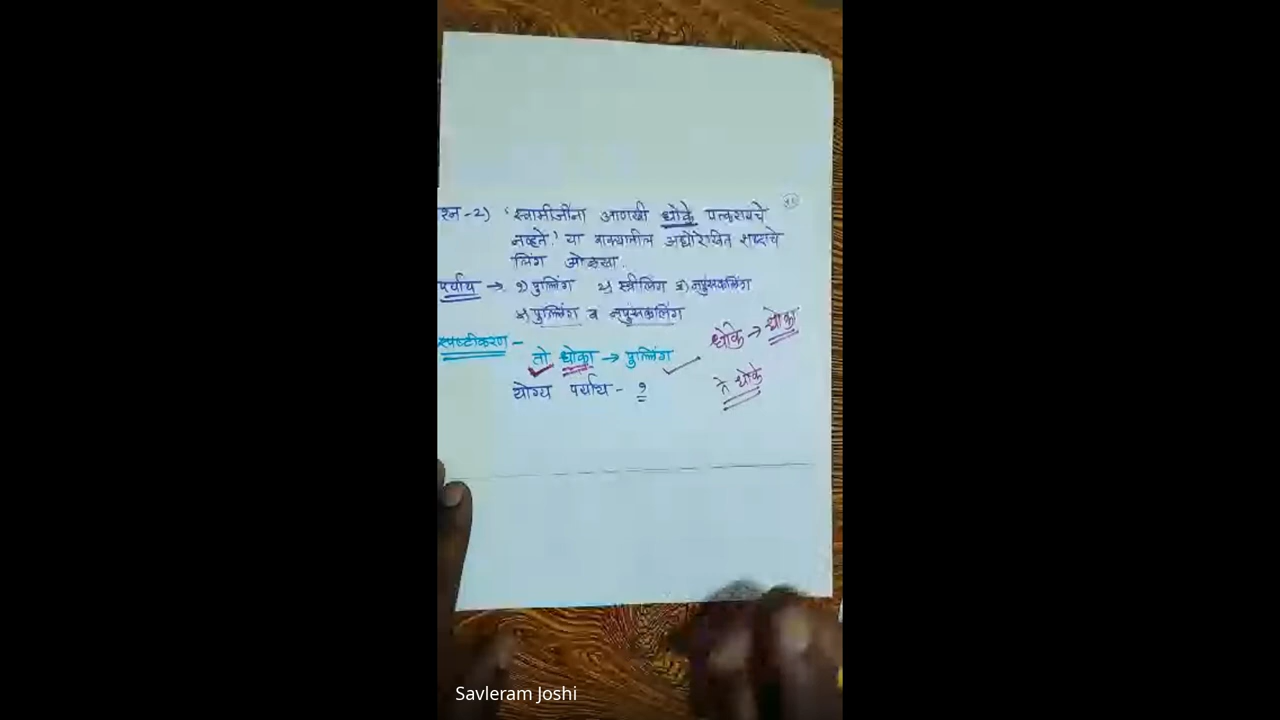 श्न -२) 'स्वामीजींना आणखी धोके पत्करायचे
नव्हते.' या वाक्यातील अधोरेखित शब्दाचे
लिंग ओळखा.
पर्याय → १) पुल्लिंग २) स्त्रीलिंग ३) नपुंसकलिंग
४) पुल्लिंग व नपुंसकलिंग
स्पष्टीकरण -
धोके → धोका
तो धोका → पुल्लिंग
ते धोके
योग्य पर्याय - १
Savleram Joshi